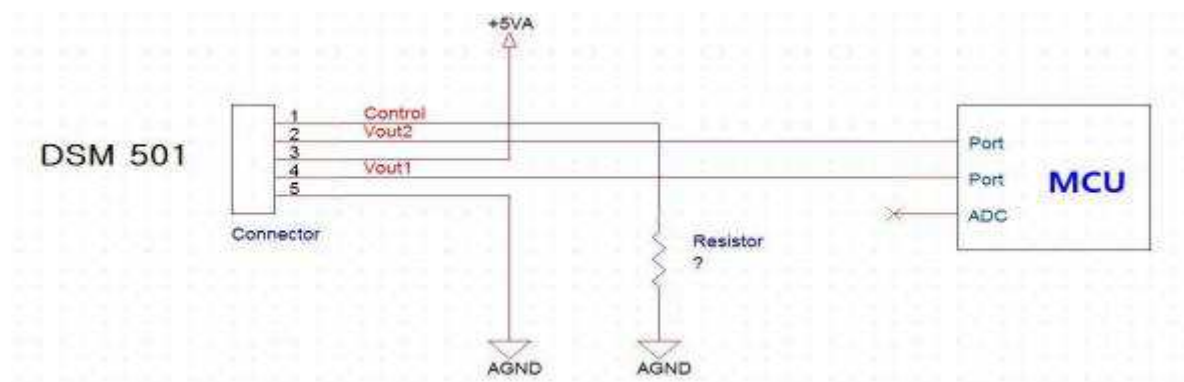 +5VA
DSM 501
1
Control
2
Vout2
3
4
Vout1
5
Connector
Port
Port
ADC
MCU
Resistor
?
AGND
AGND